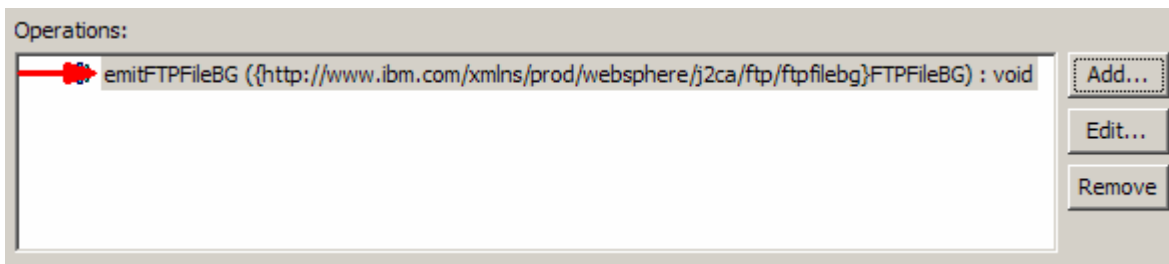 Operations:
emitFTPFileBG ({http://www.ibm.com/xmlns/prod/websphere/j2ca/ftp/ftpfilebg}FTPFileBG) : void
Add...
Edit...
Remove